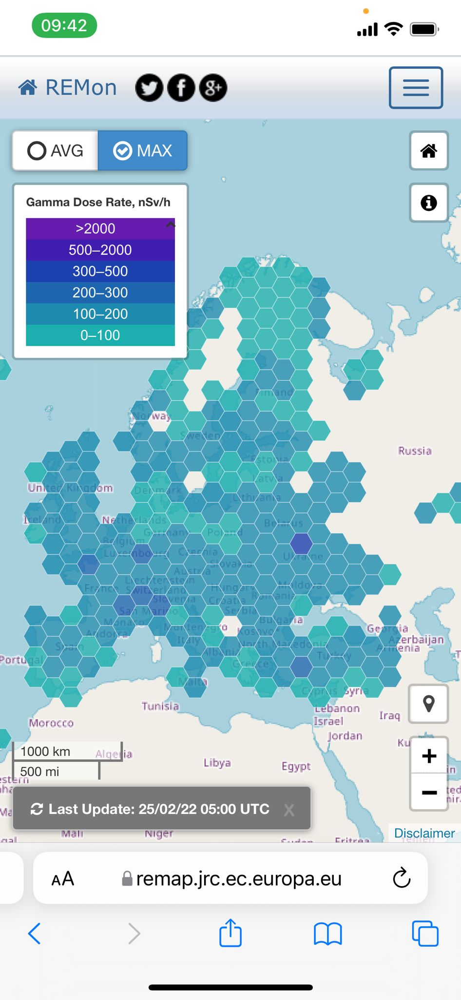 09:42
REMon
AVG
MAX
Gamma Dose Rate, nSv/h
>2000
500–2000
300–500
200–300
100–200
0–100
Finland
Norway
Sweden
Russia
Estonia
Latvia
United Kingdom
Denmark
Lithuania
Ireland
Netherlands
Belarus
Germany
Poland
Belgium
Luxembourg
Czechia
Ukraine
Slovakia
Austria
Liechtenstein
France
Switzerland
Hungary
Moldova
Slovenia
Croatia
Romania
San Marino
Serbia
Monaco
Bulgaria
Montenegro
Kosovo
Georgia
Andorra
Italy
North Macedonia
Azerbaijan
Spain
Albania
Armenia
Turkey
Portugal
Greece
Malta
Cyprus
Syria
Tunisia
Lebanon
Iraq
Morocco
Israel
Jordan
Ku
1000 km
Algeria
Libya
Egypt
500 mi
Last Update: 25/02/22 05:00 UTC
X
Mali
Niger
Sudan
Eritrea
Yemen
Disclaimer
AA
remap.jrc.ec.europa.eu